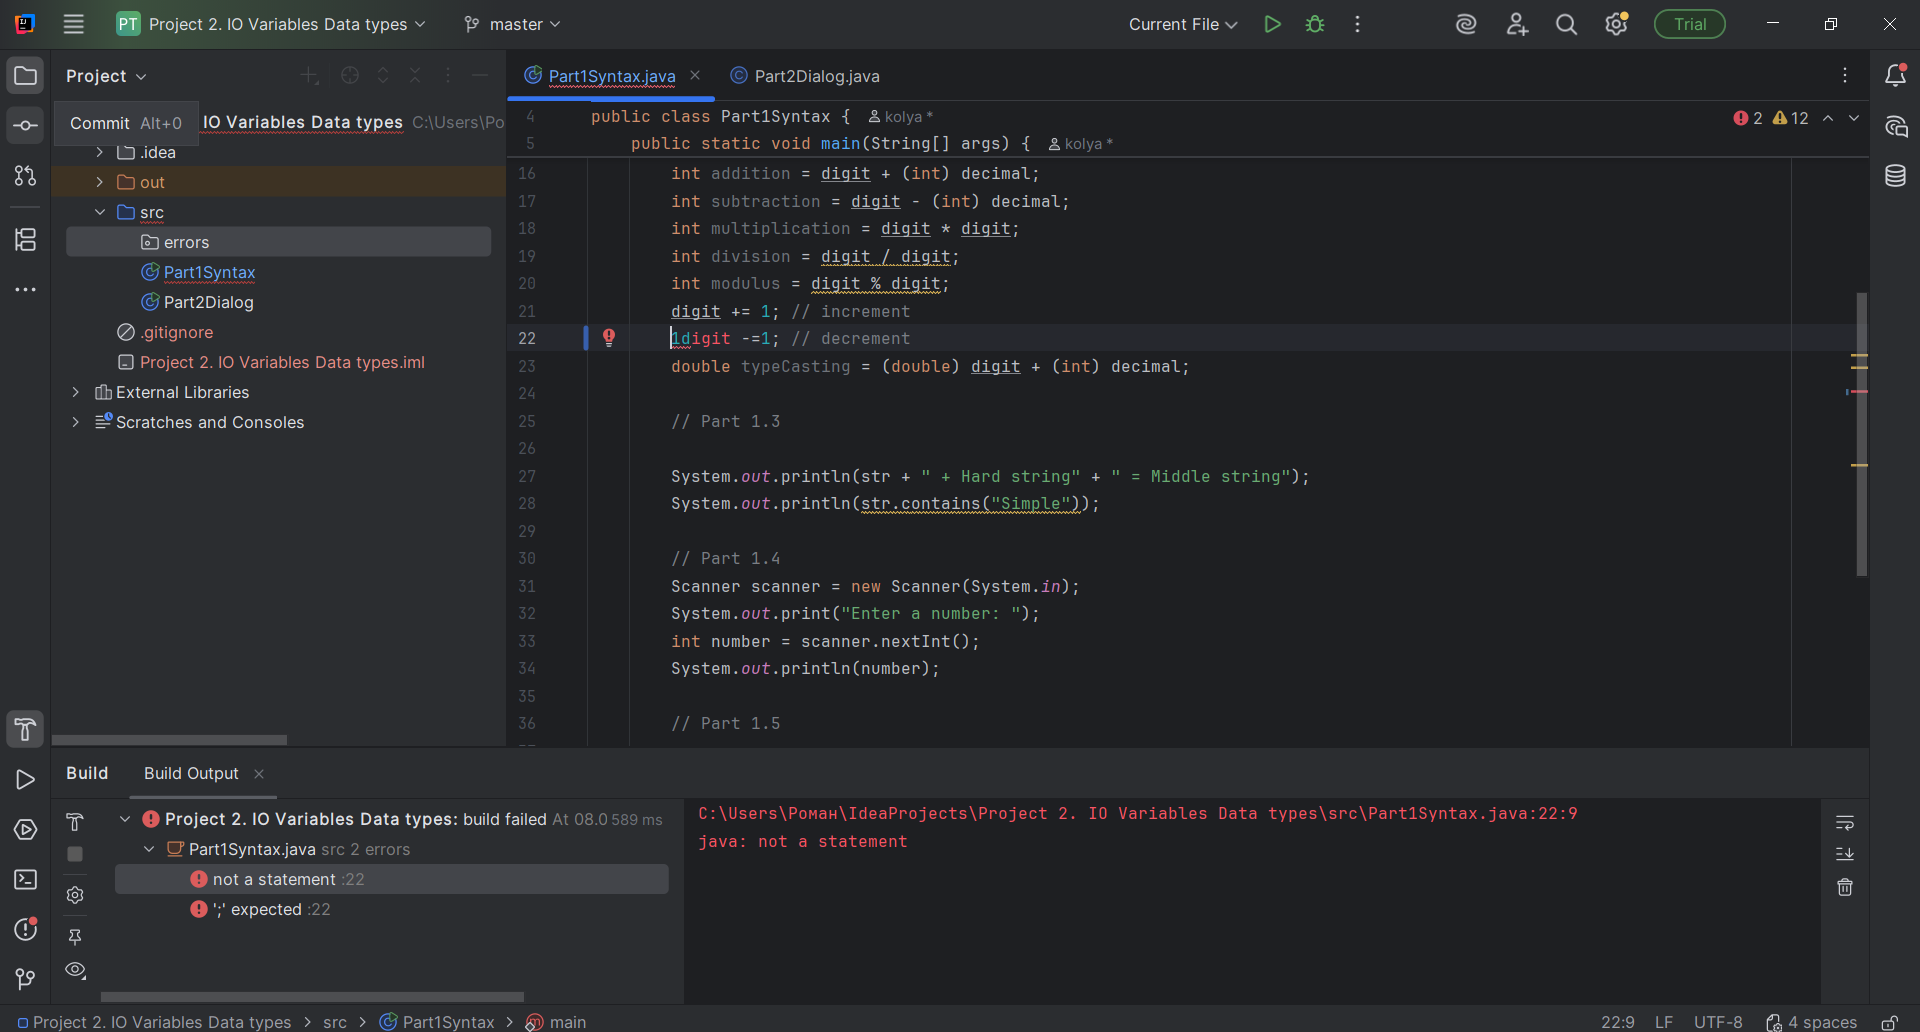 PT Project 2. IO Variables Data types master Current File Trial
Project Part1Syntax.java Part2Dialog.java
Commit Alt+0 IO Variables Data types C:\Users\Po
.idea
out
src
errors
Part1Syntax
Part2Dialog
.gitignore
Project 2. IO Variables Data types.iml
External Libraries
Scratches and Consoles
4 public class Part1Syntax { kolya * 2 12
5 public static void main(String[] args) { kolya *
16 int addition = digit + (int) decimal;
17 int subtraction = digit - (int) decimal;
18 int multiplication = digit * digit;
19 int division = digit / digit;
20 int modulus = digit % digit;
21 digit += 1; // increment
22 1digit -=1; // decrement
23 double typeCasting = (double) digit + (int) decimal;
24
25 // Part 1.3
26
27 System.out.println(str + " + Hard string" + " = Middle string");
28 System.out.println(str.contains("Simple"));
29
30 // Part 1.4
31 Scanner scanner = new Scanner(System.in);
32 System.out.print("Enter a number: ");
33 int number = scanner.nextInt();
34 System.out.println(number);
35
36 // Part 1.5
Build Build Output
Project 2. IO Variables Data types: build failed At 08.0 589 ms
Part1Syntax.java src 2 errors
not a statement :22
';' expected :22
C:\Users\Роман\IdeaProjects\Project 2. IO Variables Data types\src\Part1Syntax.java:22:9
java: not a statement
Project 2. IO Variables Data types > src > Part1Syntax > main 22:9 LF UTF-8 4 spaces